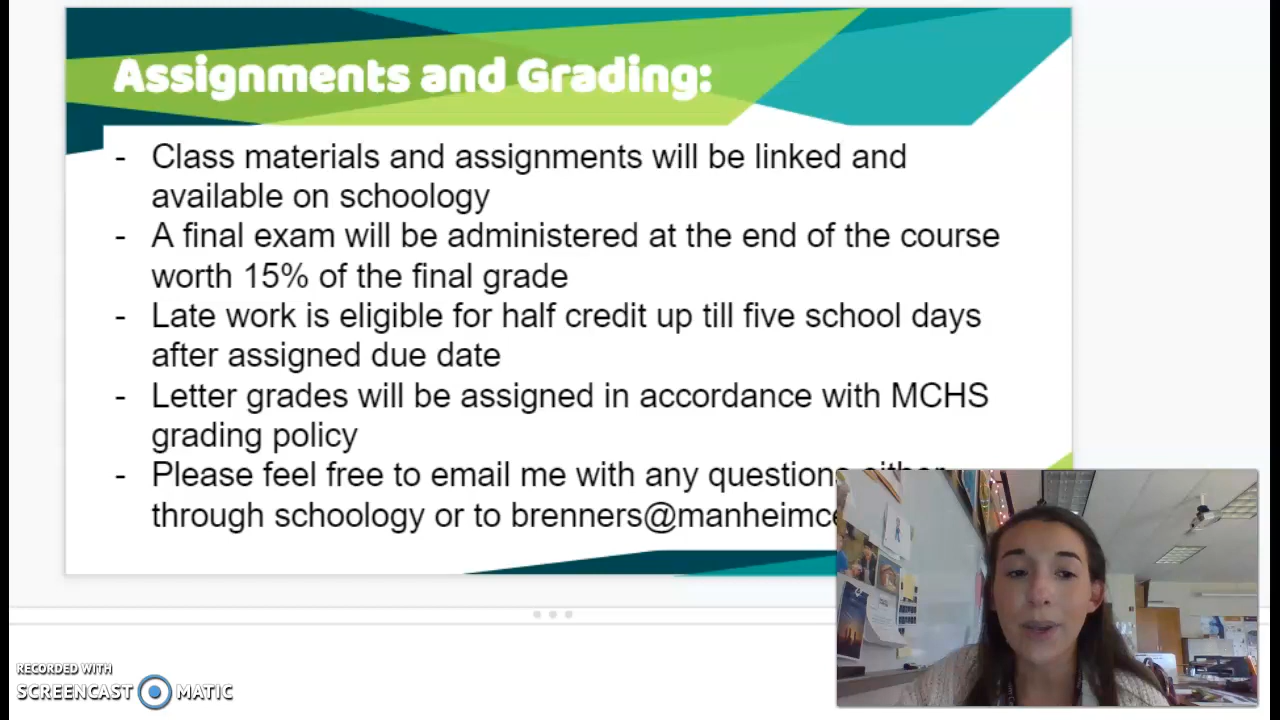 Assignments and Grading:
- Class materials and assignments will be linked and
available on schoology
- A final exam will be administered at the end of the course
worth 15% of the final grade
- Late work is eligible for half credit up till five school days
after assigned due date
- Letter grades will be assigned in accordance with MCHS
grading policy
- Please feel free to email me with any questions either
through schoology or to brenners@manheimce
RECORDED WITH
SCREENCAST MATIC